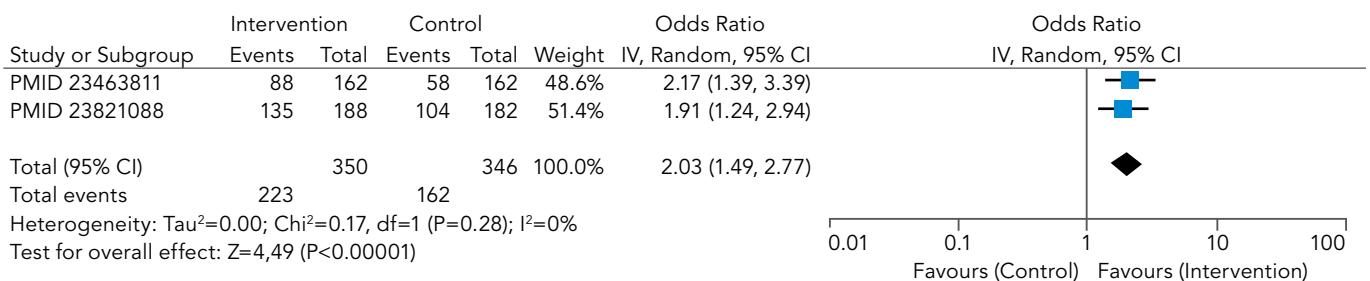 Intervention Control Odds Ratio Odds Ratio
Study or Subgroup Events Total Events Total Weight IV, Random, 95% CI IV, Random, 95% CI
PMID 23463811 88 162 58 162 48.6% 2.17 (1.39, 3.39)
PMID 23821088 135 188 104 182 51.4% 1.91 (1.24, 2.94)
Total (95% CI) 350 346 100.0% 2.03 (1.49, 2.77)
Total events 223 162
Heterogeneity: Tau²=0.00; Chi²=0.17, df=1 (P=0.28); I²=0%
Test for overall effect: Z=4,49 (P<0.00001)
0.01 0.1 1 10 100
Favours (Control) Favours (Intervention)